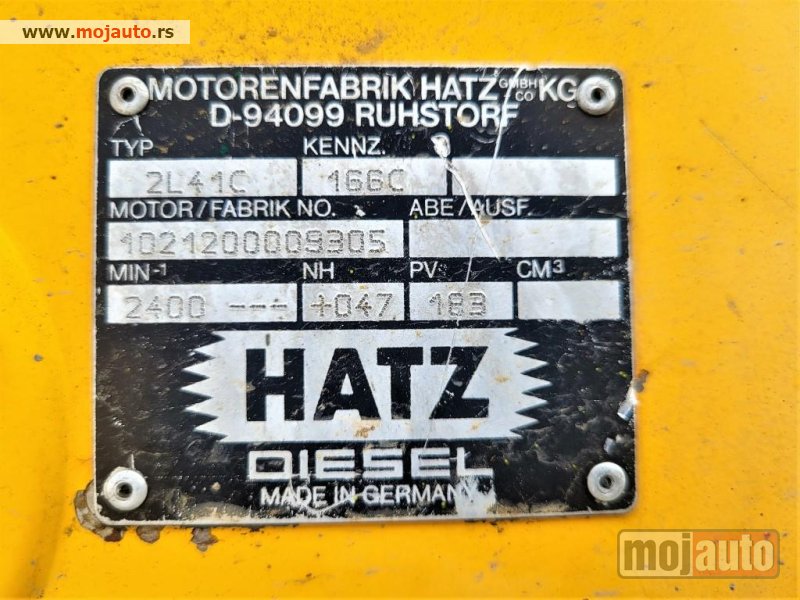 www.mojauto.rs
MOTORENFABRIK HATZ GMBH CO KG
D-94099 RUHSTORF
TYP KENNZ.
2L41C 166C
MOTOR/FABRIK NO. ABE/AUSF.
1021200009305
MIN-1 NH PV CM3
2400 ---÷ +047 183
HATZ
DIESEL
MADE IN GERMANY
mojauto